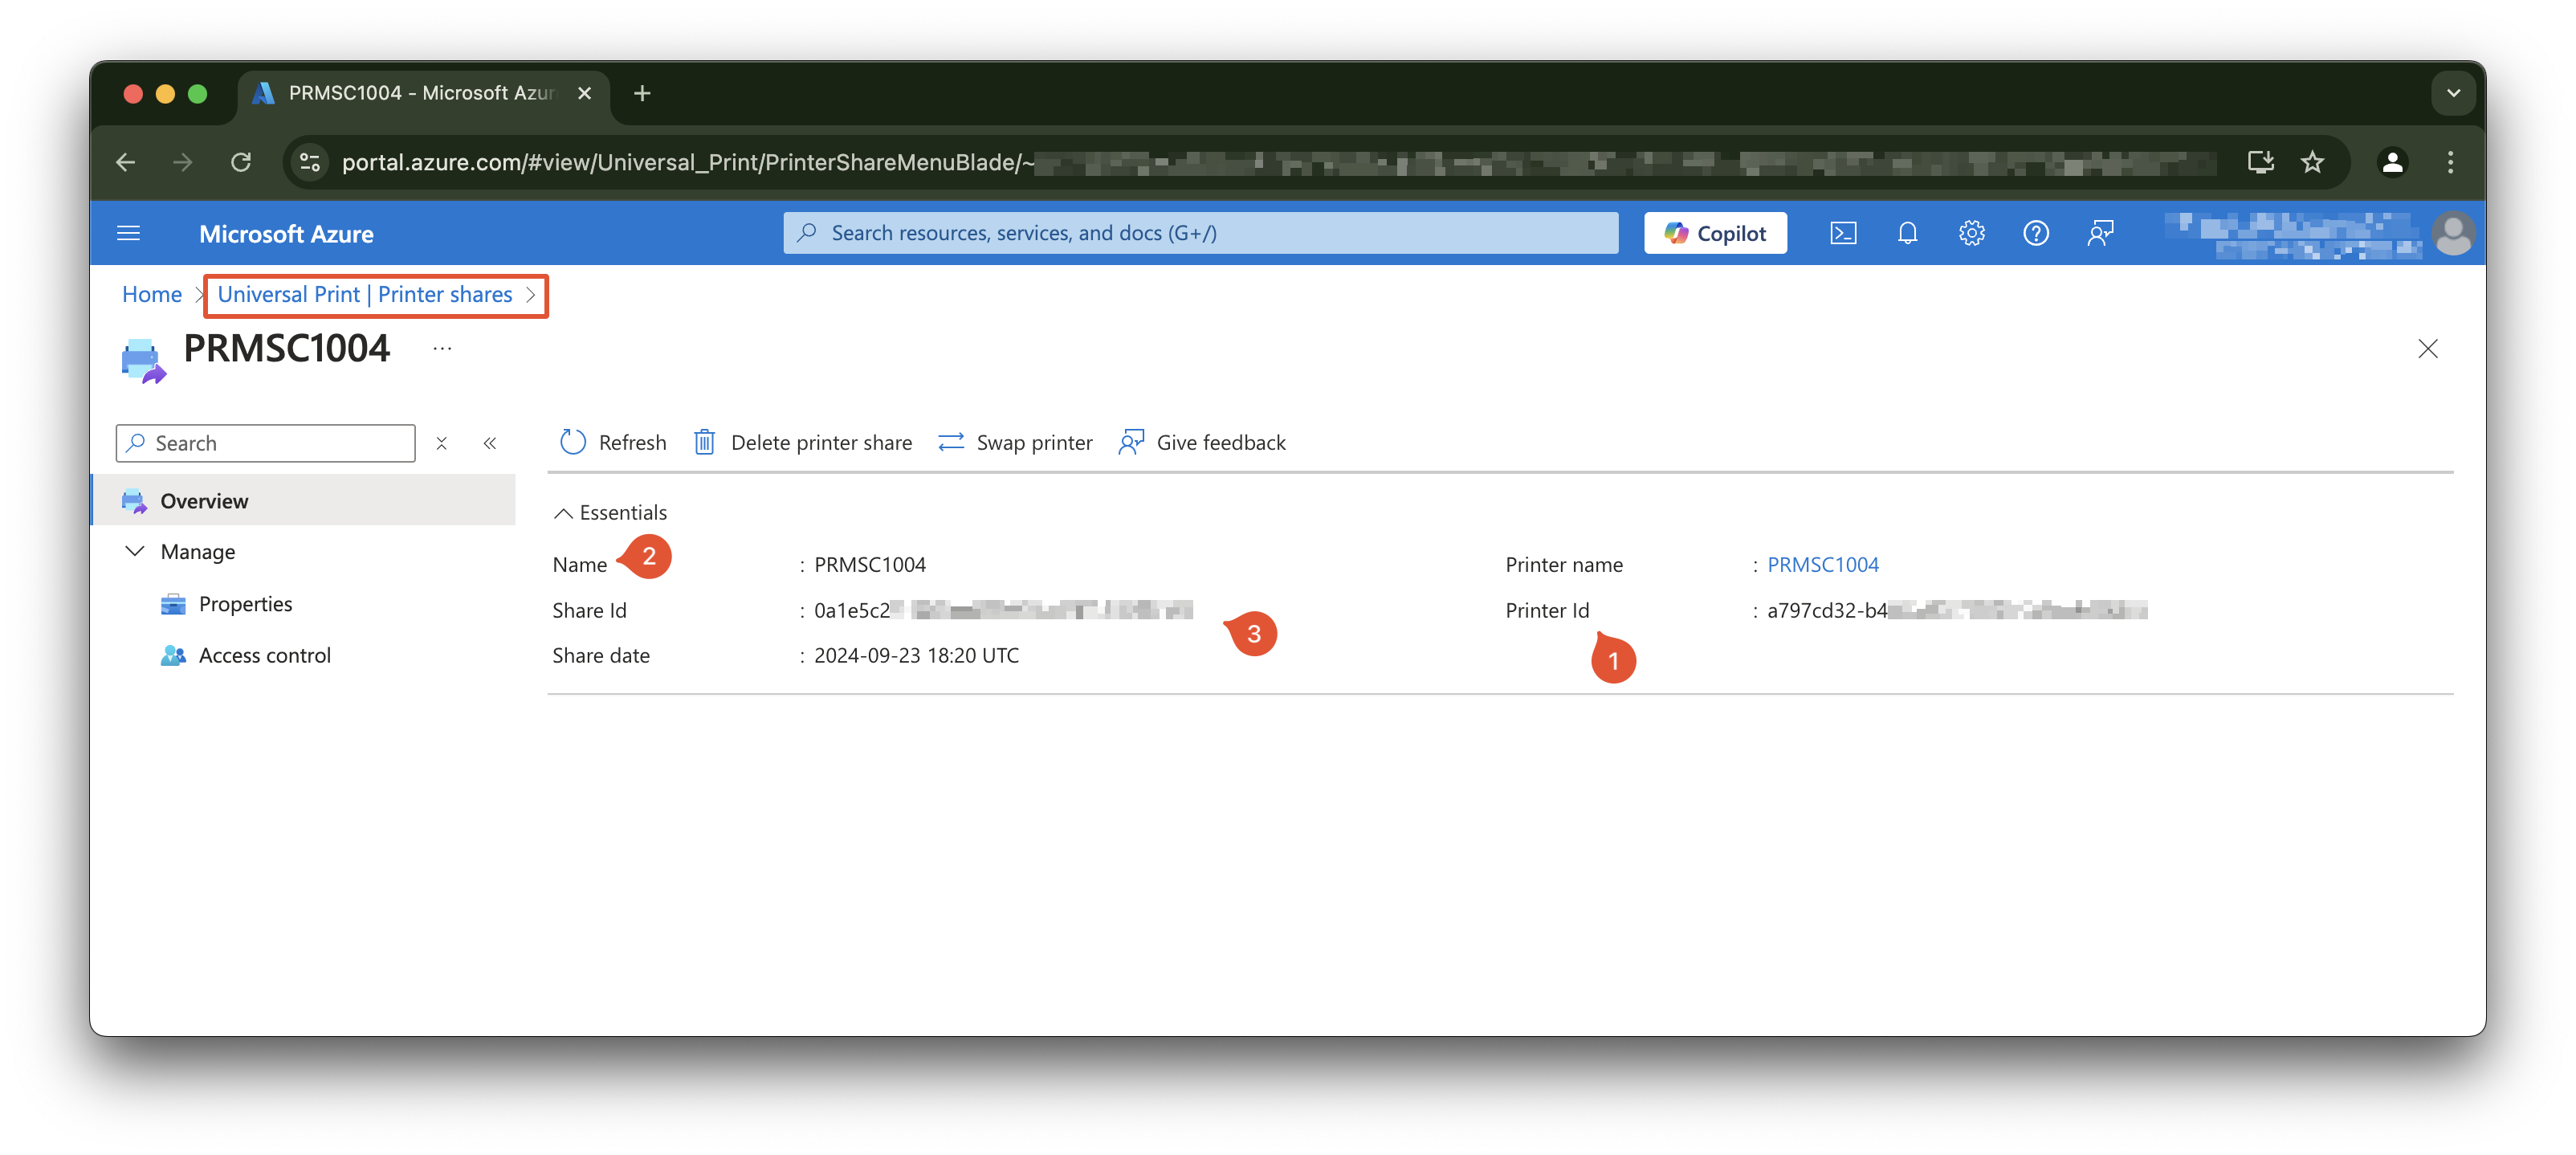 PRMSC1004 - Microsoft Azur
portal.azure.com/#view/Universal_Print/PrinterShareMenuBlade/~
Microsoft Azure
Search resources, services, and docs (G+/)
Copilot
Home
Universal Print | Printer shares
PRMSC1004
Search
Refresh
Delete printer share
Swap printer
Give feedback
Overview
Manage
Properties
Access control
Essentials
Name 2 : PRMSC1004
Share Id : 0a1e5c2
3
Share date : 2024-09-23 18:20 UTC
Printer name : PRMSC1004
Printer Id : a797cd32-b4
1